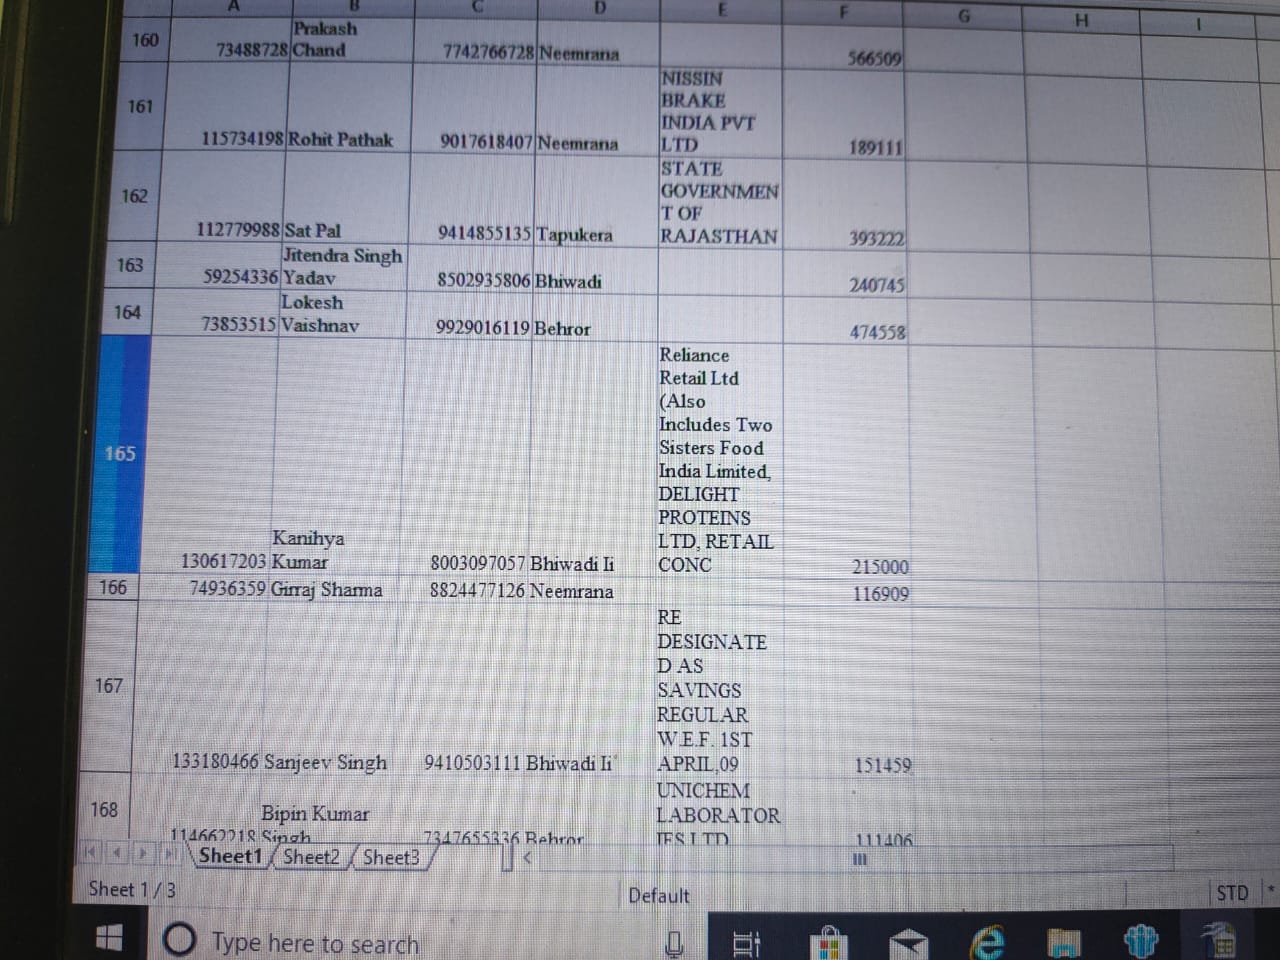 A B C D E F G H I
160 73488728 Prakash Chand 7742766728 Neemrana 566509
161 115734198 Rohit Pathak 9017618407 Neemrana NISSIN BRAKE INDIA PVT LTD 189111
162 112779988 Sat Pal 9414855135 Tapukera STATE GOVERNMEN T OF RAJASTHAN 393222
163 59254336 Jitendra Singh Yadav 8502935806 Bhiwadi 240745
164 73853515 Lokesh Vaishnav 9929016119 Behror 474558
165 130617203 Kanihya Kumar 8003097057 Bhiwadi Ii Reliance Retail Ltd (Also Includes Two Sisters Food India Limited, DELIGHT PROTEINS LTD, RETAIL CONC 215000
166 74936359 Girraj Sharma 8824477126 Neemrana 116909
167 133180466 Sanjeev Singh 9410503111 Bhiwadi Ii RE DESIGNATE D AS SAVINGS REGULAR W.E.F. 1ST APRIL,09 151459
168 Bipin Kumar Singh 7347655336 Behror UNICHEM LABORATOR IES LTD 111406
Sheet1 Sheet2 Sheet3
Sheet 1 / 3 Default STD *
Type here to search